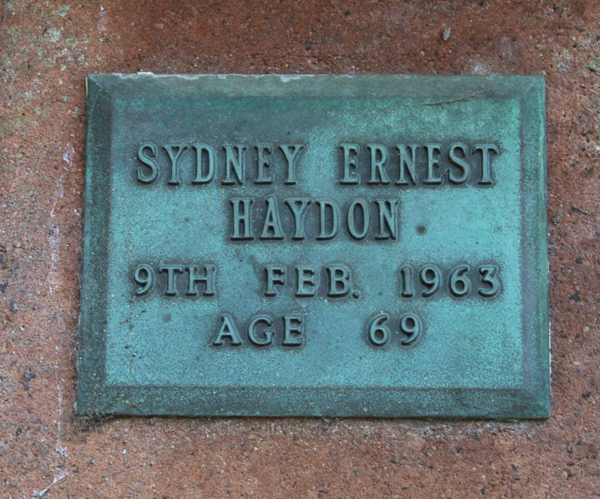 SYDNEY ERNEST
HAYDON
9TH FEB. 1963
AGE 69